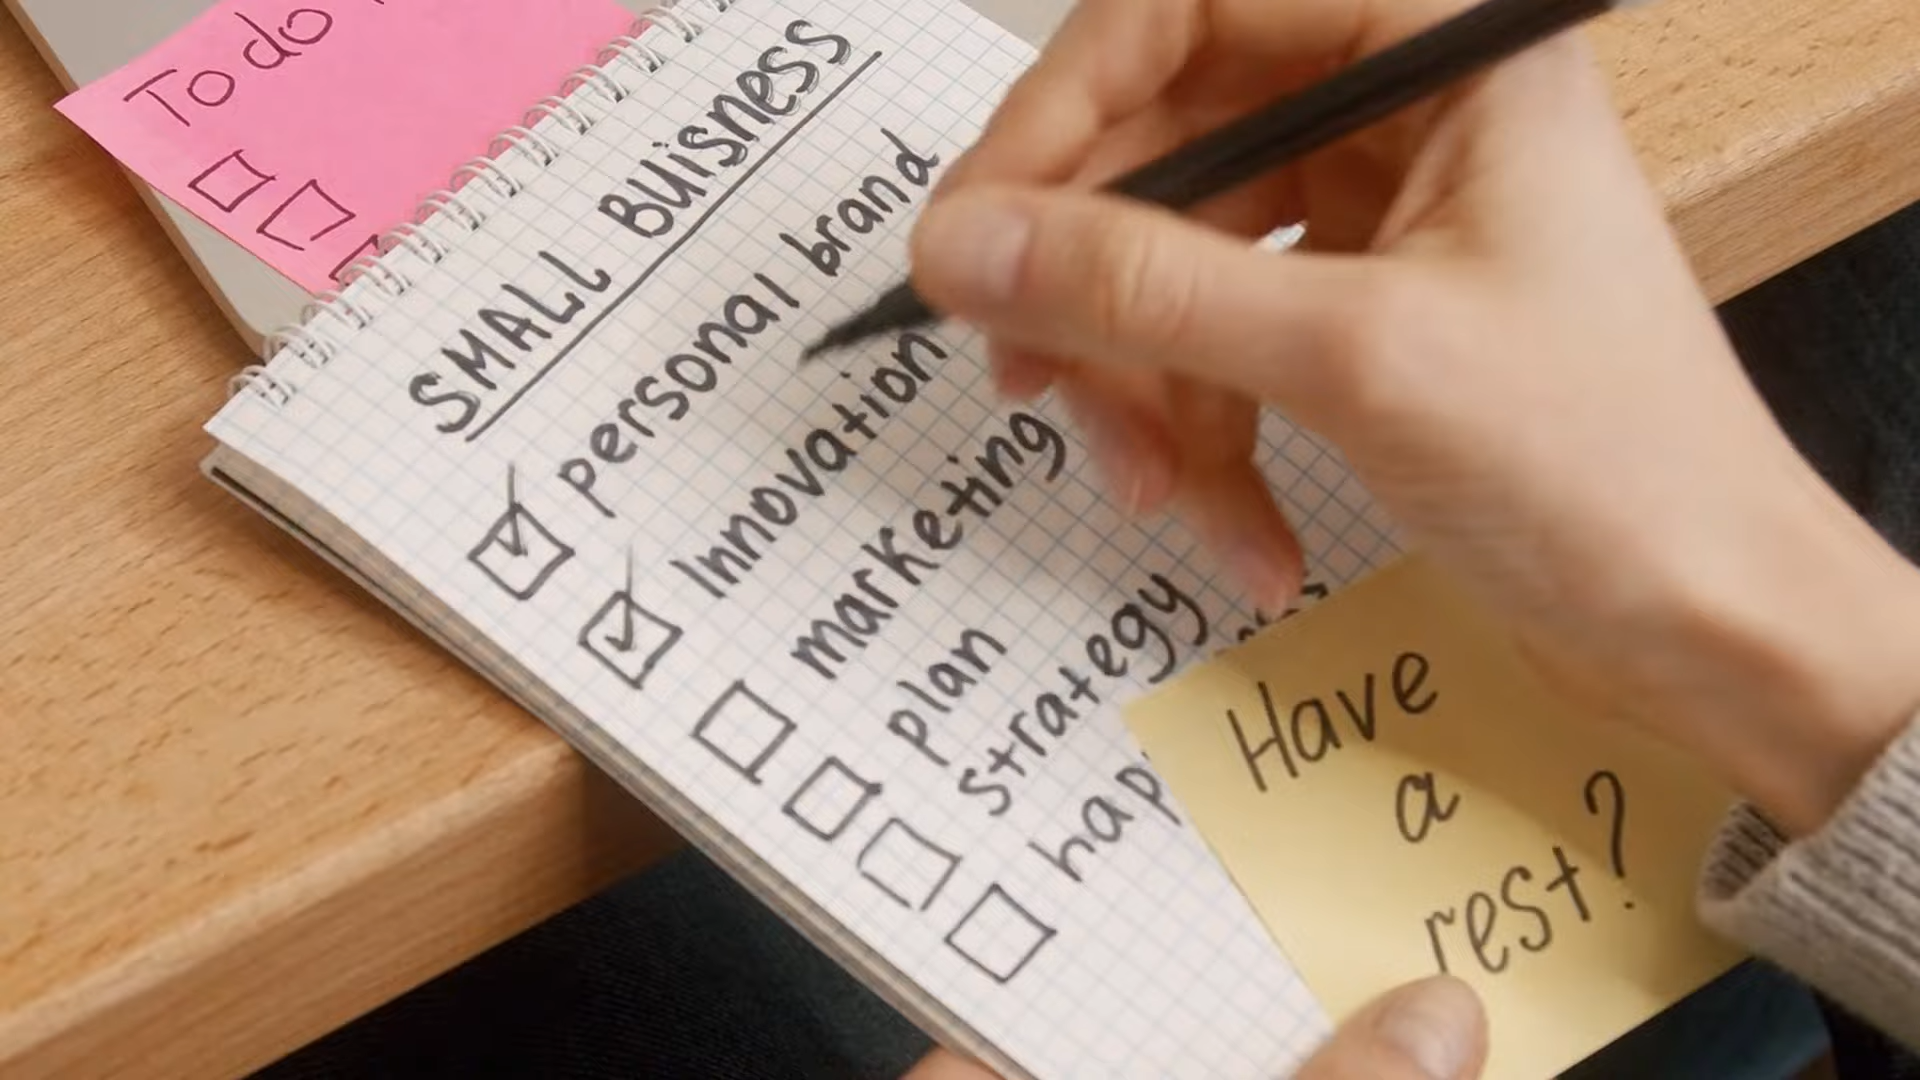 To do
SMALL BUISNESS
personal brand
Innovation
marketing
plan
strategy
Have
a
rest?